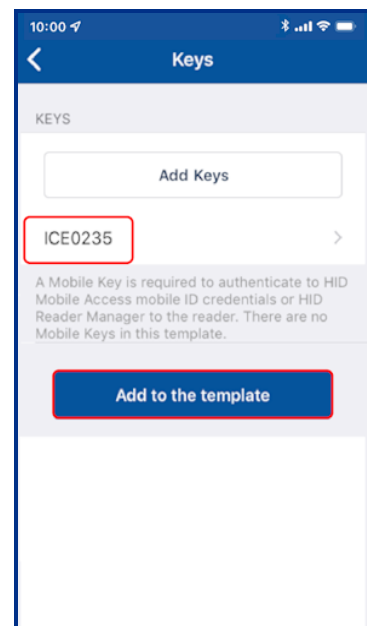 10:00
Keys
KEYS
Add Keys
ICE0235
A Mobile Key is required to authenticate to HID
Mobile Access mobile ID credentials or HID
Reader Manager to the reader. There are no
Mobile Keys in this template.
Add to the template